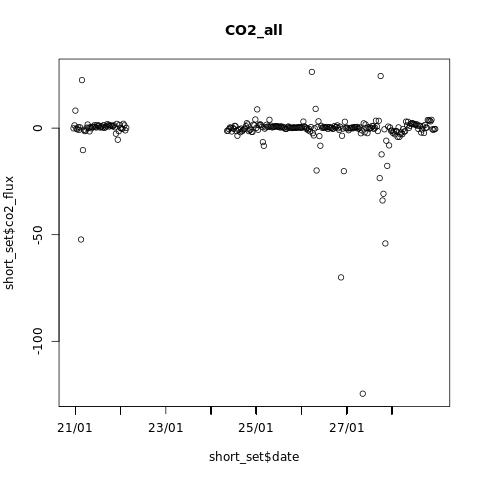 CO2_all
short_set$co2_flux
0
-50
-100
21/01 23/01 25/01 27/01
short_set$date